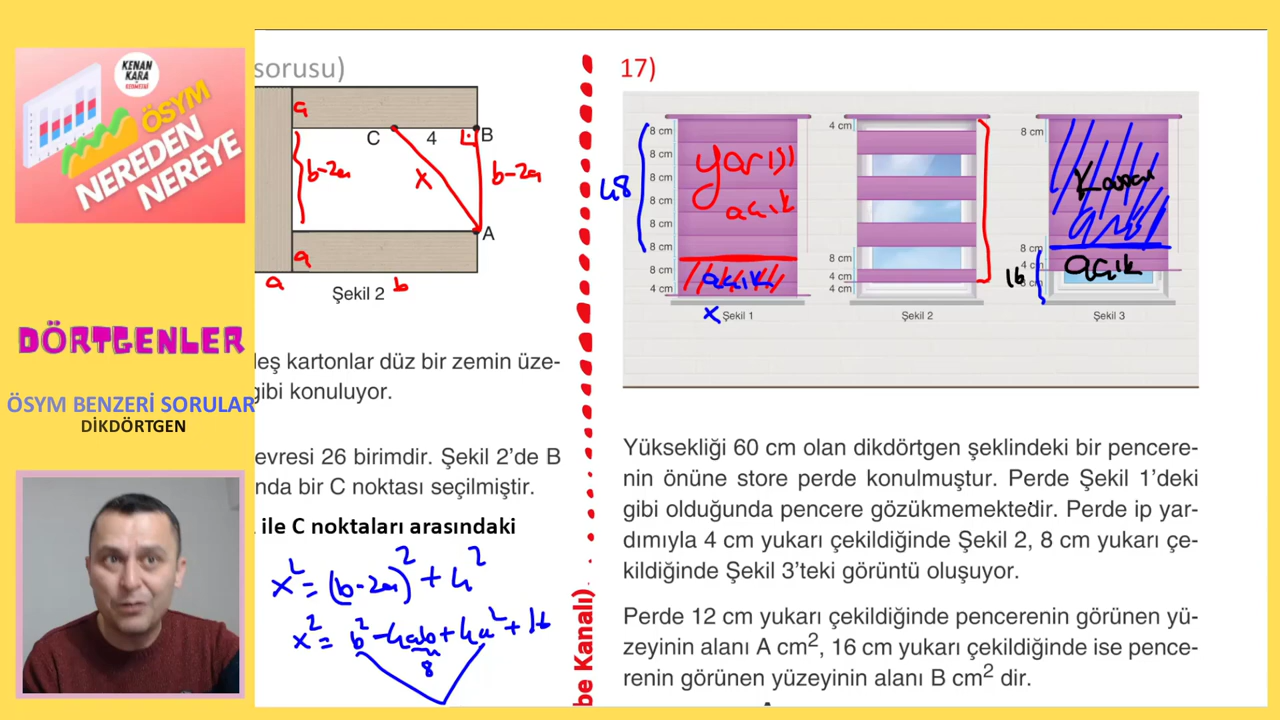 KENAN
KARA
ÖSYM
NEREDEN
NEREYE
DÖRTGENLER
ÖSYM BENZERİ SORULAR
DİKDÖRTGEN
sorusu)
a
C 4 B
b-2a x b-2a
A
a
a b
Şekil 2
leş kartonlar düz bir zemin üze-
gibi konuluyor.
evresi 26 birimdir. Şekil 2'de B
nda bir C noktası seçilmiştir.
ile C noktaları arasındaki
x² = (b-2a)² + 4²
x² = b² - 4ab + 4a² + 16
8
be Kanalı)
17)
8 cm
8 cm
8 cm
8 cm
8 cm
8 cm
8 cm
4 cm
48
yarısı
açık
açık
x
Şekil 1
4 cm
8 cm
4 cm
4 cm
Şekil 2
8 cm
8 cm
4 cm
16
açık
Şekil 3
Yüksekliği 60 cm olan dikdörtgen şeklindeki bir pencere-
nin önüne store perde konulmuştur. Perde Şekil 1'deki
gibi olduğunda pencere gözükmemektedir. Perde ip yar-
dımıyla 4 cm yukarı çekildiğinde Şekil 2, 8 cm yukarı çe-
kildiğinde Şekil 3'teki görüntü oluşuyor.
Perde 12 cm yukarı çekildiğinde pencerenin görünen yü-
zeyinin alanı A cm², 16 cm yukarı çekildiğinde ise pence-
renin görünen yüzeyinin alanı B cm² dir.